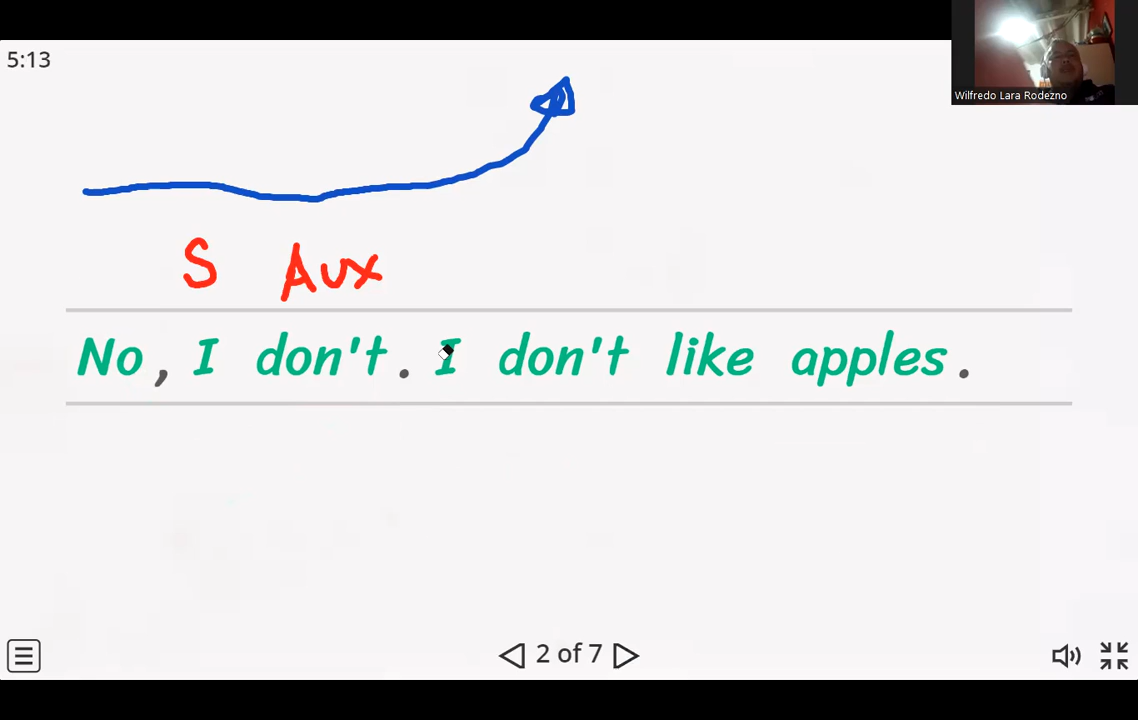 5:13
Wilfredo Lara Rodezno
S Aux
No, I don't. I don't like apples.
2 of 7